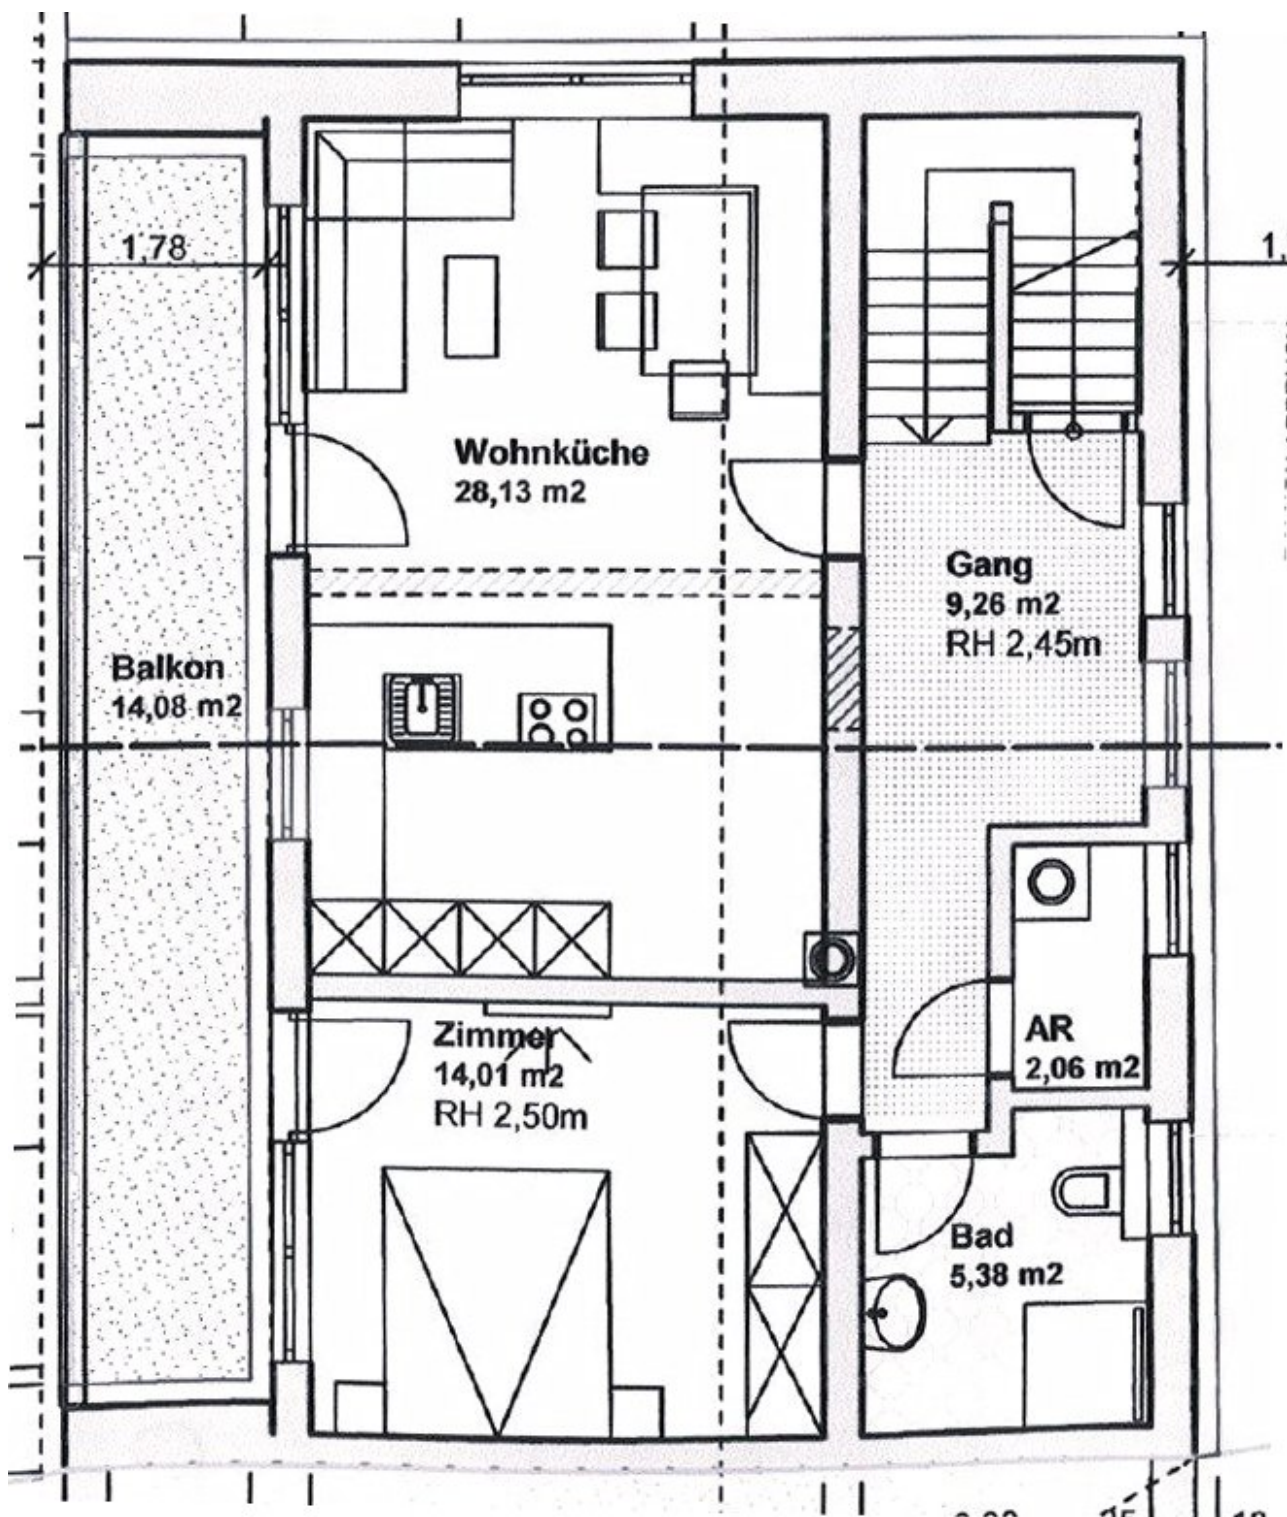 1,78
1,
Wohnküche
28,13 m2
Gang
9,26 m2
RH 2,45m
Balkon
14,08 m2
Zimmer
14,01 m2
RH 2,50m
AR
2,06 m2
Bad
5,38 m2